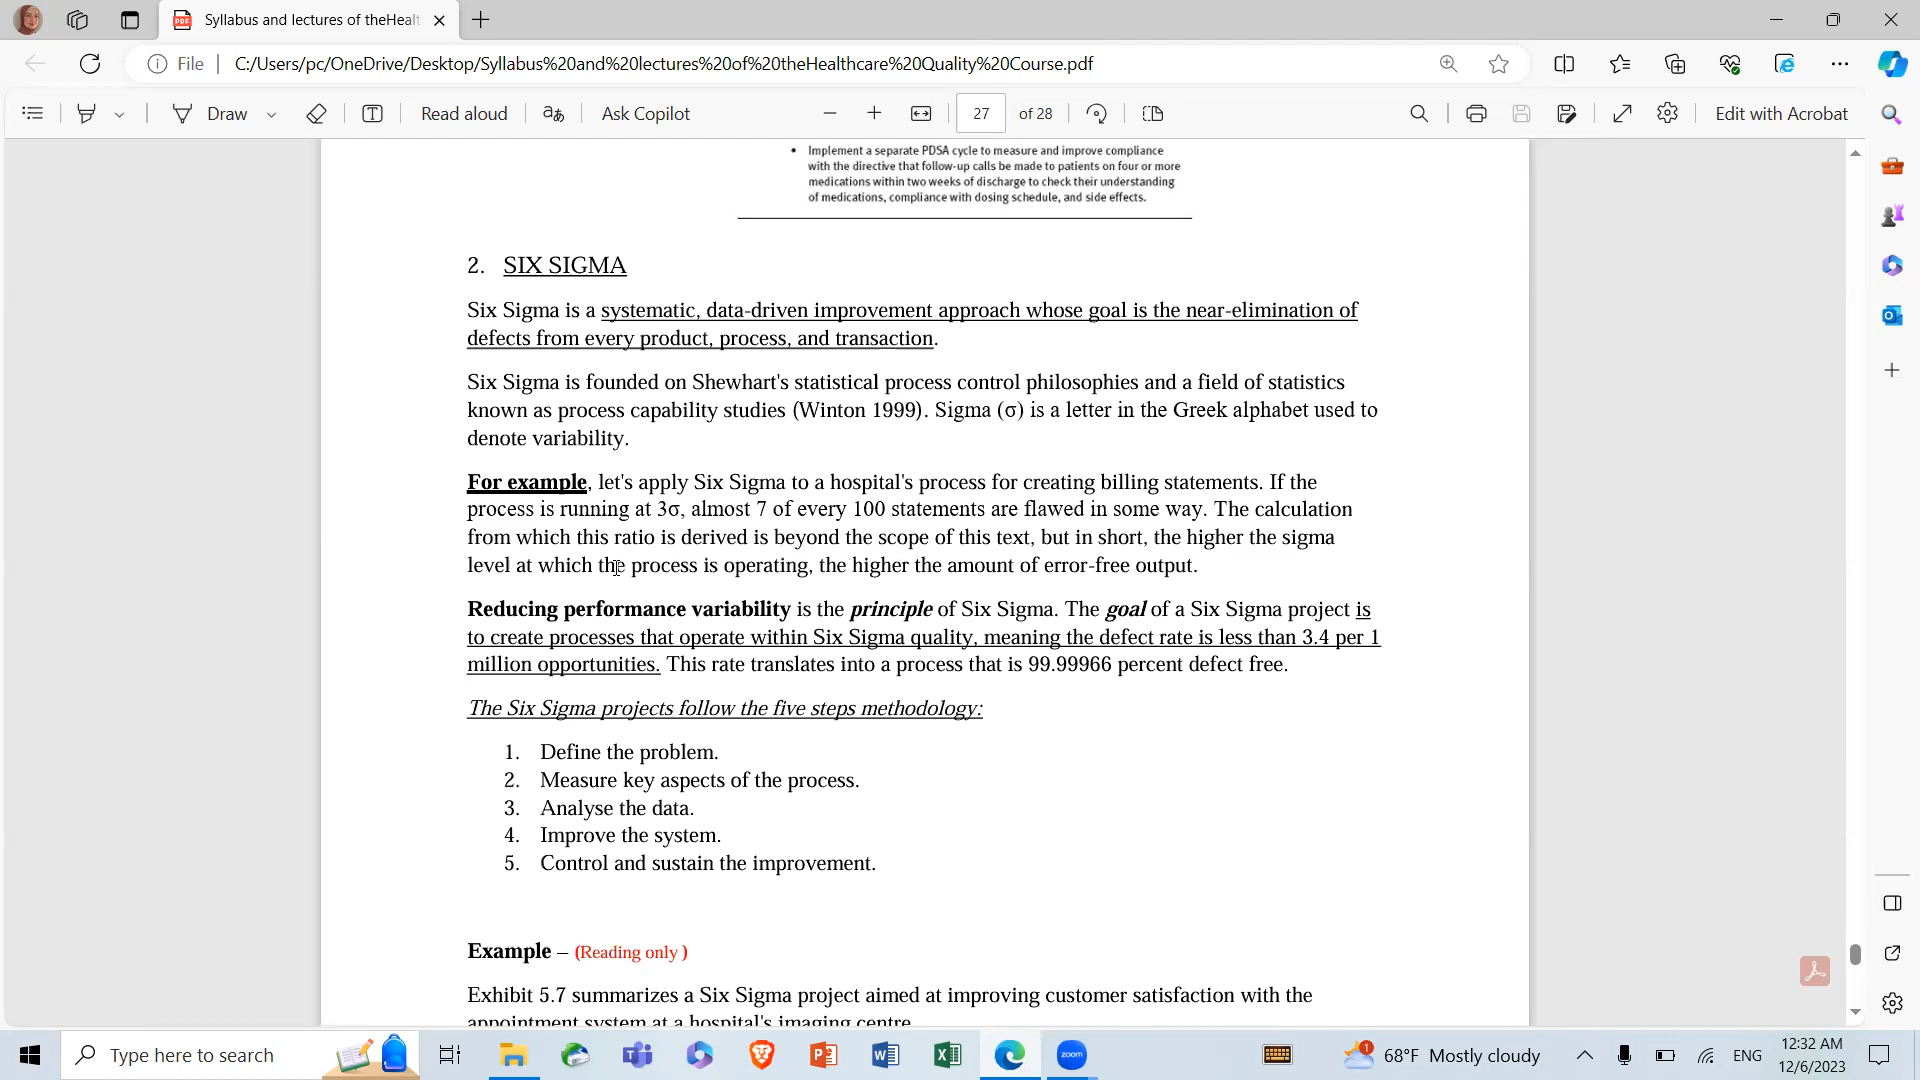 Syllabus and lectures of theHealt
File
C:/Users/pc/OneDrive/Desktop/Syllabus%20and%20lectures%20of%20theHealthcare%20Quality%20Course.pdf
Draw
Read aloud
aあ
Ask Copilot
27 of 28
Edit with Acrobat
• Implement a separate PDSA cycle to measure and improve compliance
with the directive that follow-up calls be made to patients on four or more
medications within two weeks of discharge to check their understanding
of medications, compliance with dosing schedule, and side effects.
2. SIX SIGMA
Six Sigma is a systematic, data-driven improvement approach whose goal is the near-elimination of
defects from every product, process, and transaction.
Six Sigma is founded on Shewhart's statistical process control philosophies and a field of statistics
known as process capability studies (Winton 1999). Sigma (σ) is a letter in the Greek alphabet used to
denote variability.
For example, let's apply Six Sigma to a hospital's process for creating billing statements. If the
process is running at 3σ, almost 7 of every 100 statements are flawed in some way. The calculation
from which this ratio is derived is beyond the scope of this text, but in short, the higher the sigma
level at which the process is operating, the higher the amount of error-free output.
Reducing performance variability is the principle of Six Sigma. The goal of a Six Sigma project is
to create processes that operate within Six Sigma quality, meaning the defect rate is less than 3.4 per 1
million opportunities. This rate translates into a process that is 99.99966 percent defect free.
The Six Sigma projects follow the five steps methodology:
1. Define the problem.
2. Measure key aspects of the process.
3. Analyse the data.
4. Improve the system.
5. Control and sustain the improvement.
Example – (Reading only )
Exhibit 5.7 summarizes a Six Sigma project aimed at improving customer satisfaction with the
appointment system at a hospital's imaging centre.
Type here to search
zoom
1
68°F Mostly cloudy
ENG
12:32 AM
12/6/2023